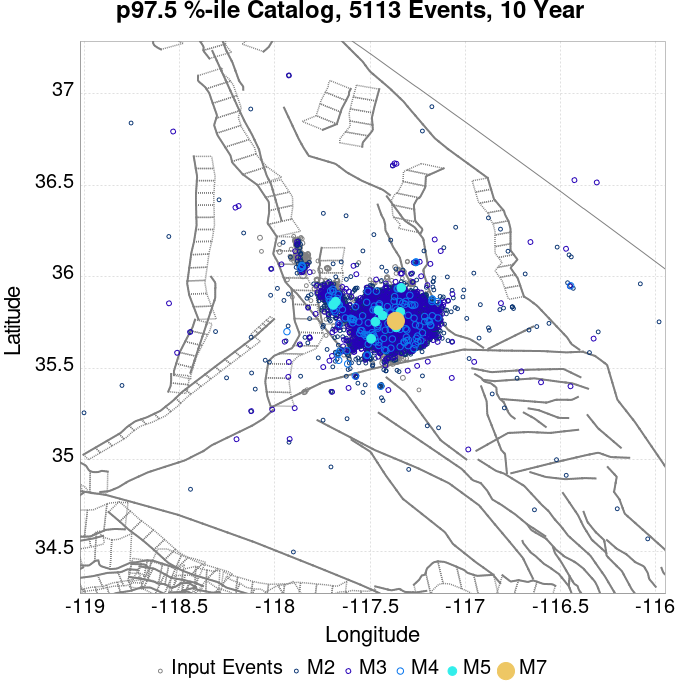 p97.5 %-ile Catalog, 5113 Events, 10 Year
37
36.5
36
35.5
35
34.5
Latitude
-119 -118.5 -118 -117.5 -117 -116.5 -116
Longitude
Input Events M2 M3 M4 M5 M7